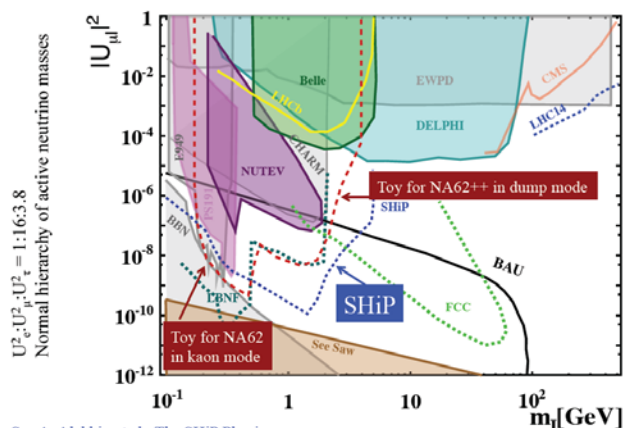 U²ₑ:U²μ:U²τ = 1:16:3.8
Normal hierarchy of active neutrino masses
|Uμl|²
1
10⁻²
10⁻⁴
10⁻⁶
10⁻⁸
10⁻¹⁰
10⁻¹²
Belle
LHCb
EWPD
CMS
DELPHI
LHC14
E949
CHARM
NUTEV
PS191
Toy for NA62++ in dump mode
SHiP
BBN
BAU
SHiP
FCC
LBNF
Toy for NA62
in kaon mode
See Saw
10⁻¹
1
10
10²
m_I[GeV]